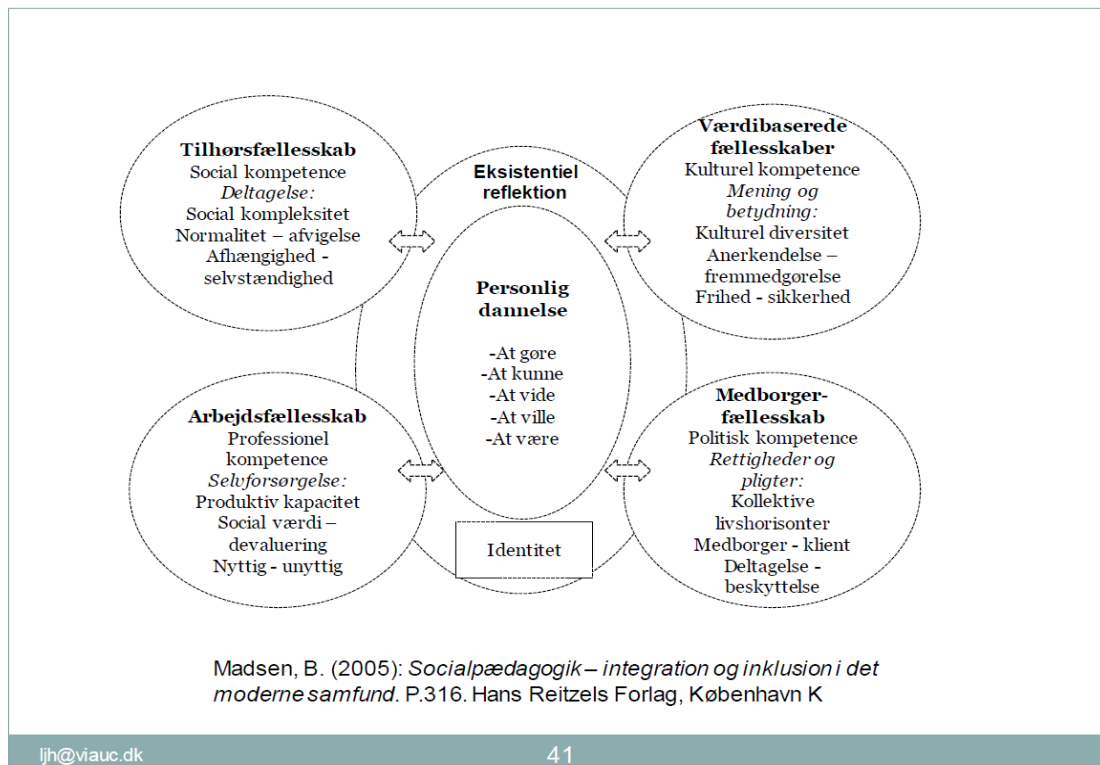 Tilhørsfællesskab
Social kompetence
Deltagelse:
Social kompleksitet
Normalitet – afvigelse
Afhængighed -
selvstændighed
Eksistentiel
reflektion
Værdibaserede
fællesskaber
Kulturel kompetence
Mening og
betydning:
Kulturel diversitet
Anerkendelse –
fremmedgørelse
Frihed - sikkerhed
Personlig
dannelse
-At gøre
-At kunne
-At vide
-At ville
-At være
Arbejdsfællesskab
Professionel
kompetence
Selvforsørgelse:
Produktiv kapacitet
Social værdi –
devaluering
Nyttig - unyttig
Identitet
Medborger-
fællesskab
Politisk kompetence
Rettigheder og
pligter:
Kollektive
livshorisonter
Medborger - klient
Deltagelse -
beskyttelse
Madsen, B. (2005): Socialpædagogik – integration og inklusion i det
moderne samfund. P.316. Hans Reitzels Forlag, København K
ljh@viauc.dk
41